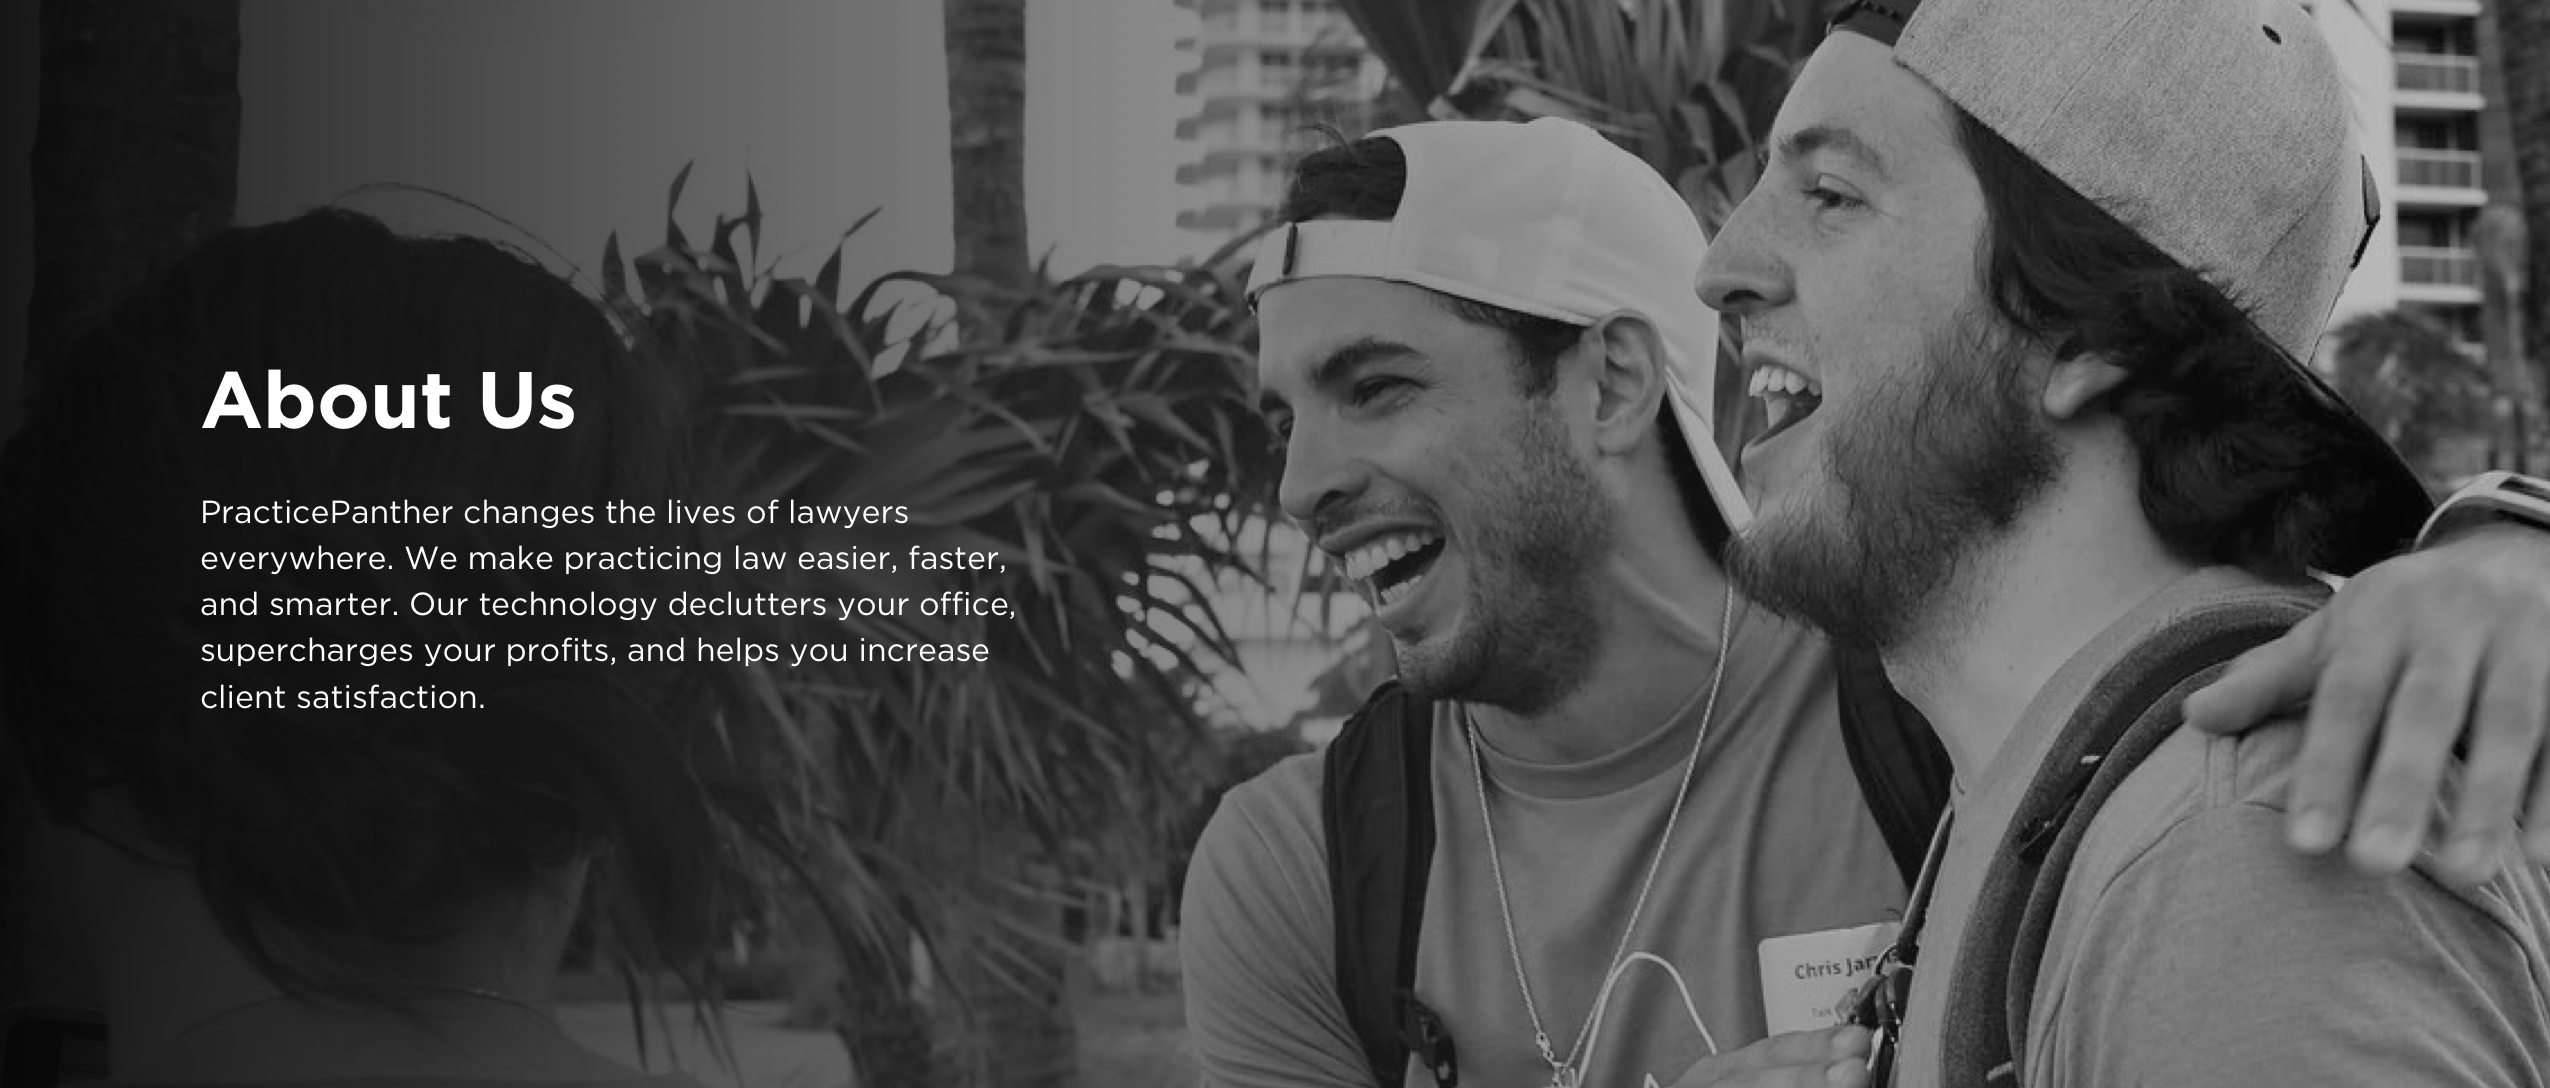 About Us
PracticePanther changes the lives of lawyers
everywhere. We make practicing law easier, faster,
and smarter. Our technology declutters your office,
supercharges your profits, and helps you increase
client satisfaction.
Chris